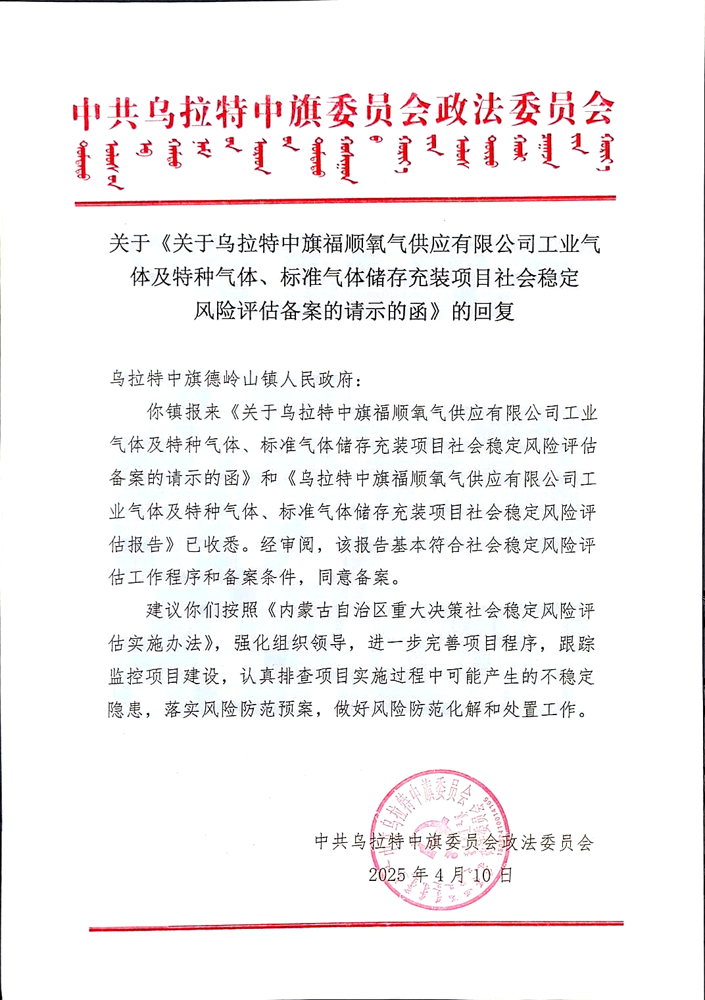 中共乌拉特中旗委员会政法委员会
关于《关于乌拉特中旗福顺氧气供应有限公司工业气
体及特种气体、标准气体储存充装项目社会稳定
风险评估备案的请示的函》的回复
乌拉特中旗德岭山镇人民政府：
你镇报来《关于乌拉特中旗福顺氧气供应有限公司工业
气体及特种气体、标准气体储存充装项目社会稳定风险评估
备案的请示的函》和《乌拉特中旗福顺氧气供应有限公司工
业气体及特种气体、标准气体储存充装项目社会稳定风险评
估报告》已收悉。经审阅，该报告基本符合社会稳定风险评
估工作程序和备案条件，同意备案。
建议你们按照《内蒙古自治区重大决策社会稳定风险评
估实施办法》，强化组织领导，进一步完善项目程序，跟踪
监控项目建设，认真排查项目实施过程中可能产生的不稳定
隐患，落实风险防范预案，做好风险防范化解和处置工作。
中共乌拉特中旗委员会政法委员会
2025 年 4 月 10 日